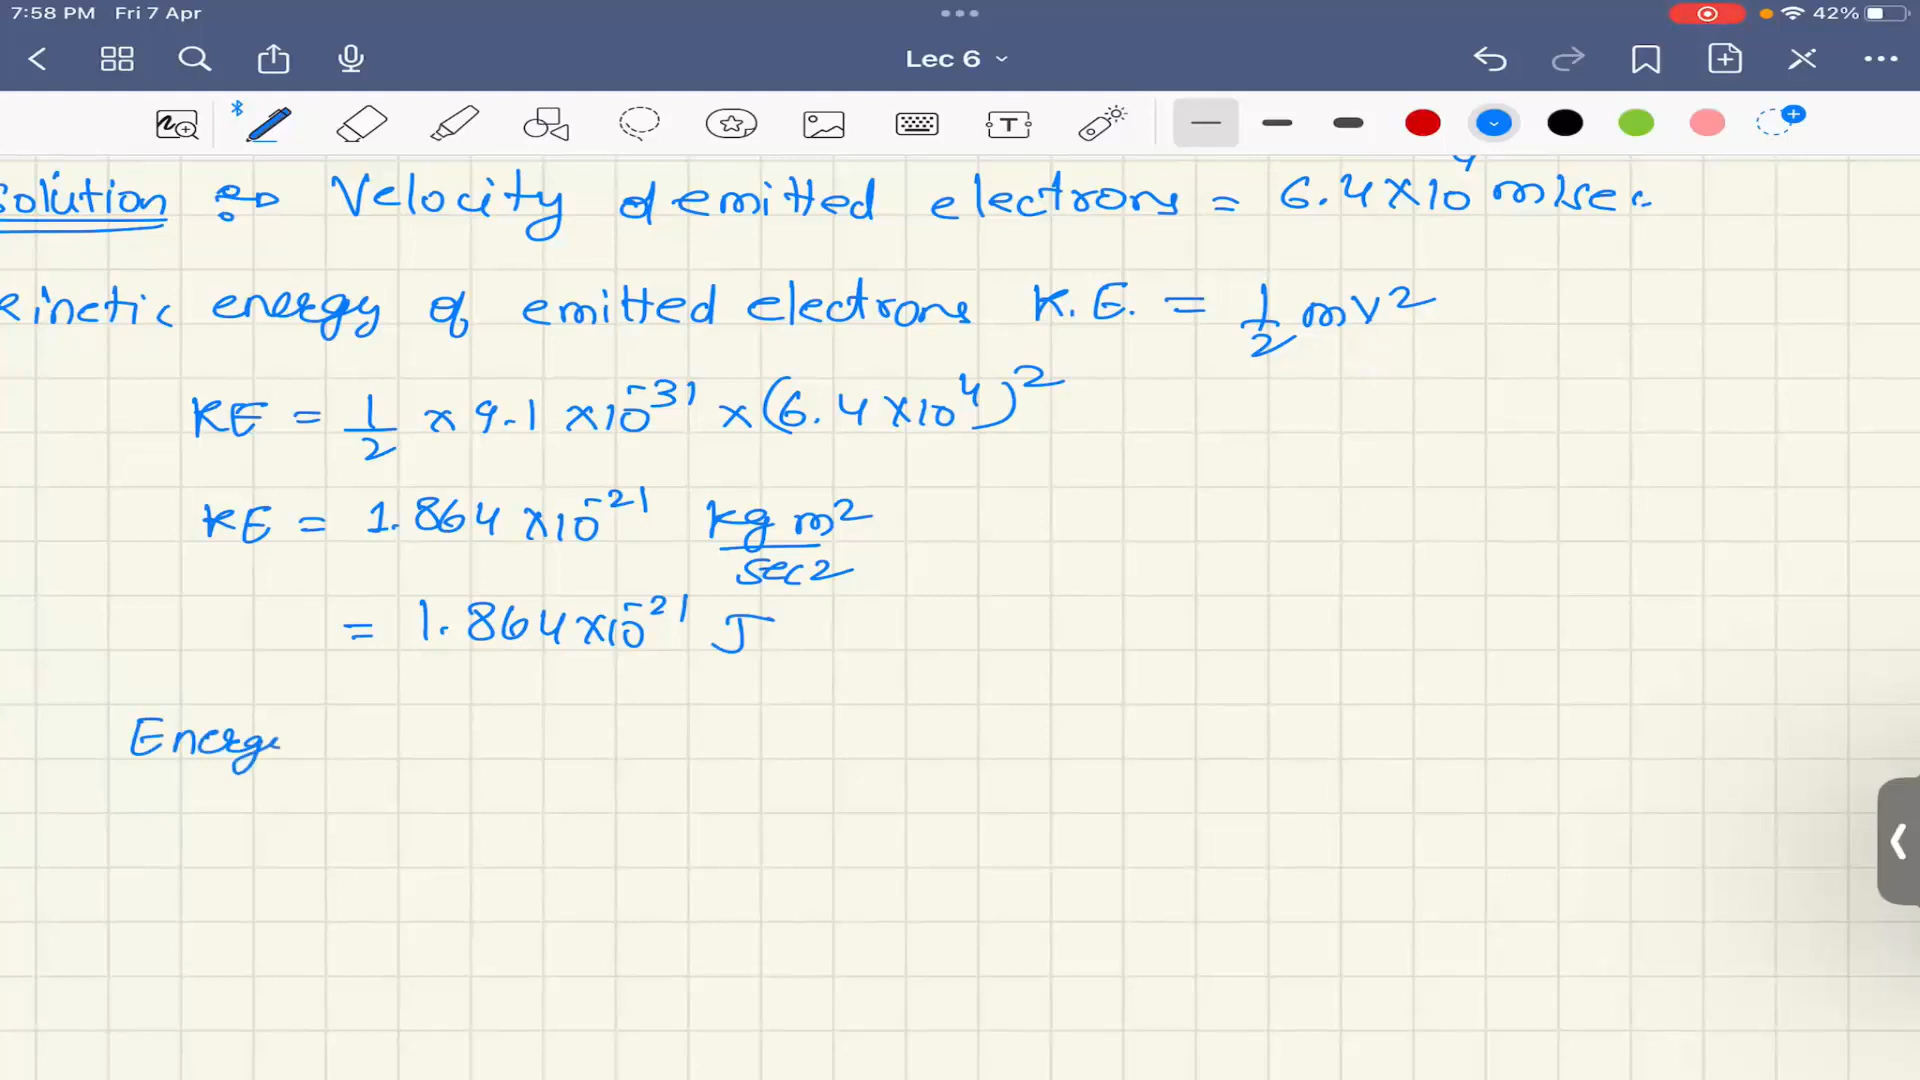 7:58 PM Fri 7 Apr
42%
Lec 6
T
solution Velocity of emitted electrons = 6.4×10⁴ m/sec
kinetic energy of emitted electrons K.E. = 1/2 mv²
KE = 1/2 × 9.1 ×10⁻³¹ × (6.4×10⁴)²
KE = 1.864 ×10⁻²¹ kg m²/sec²
= 1.864×10⁻²¹ J
Energy